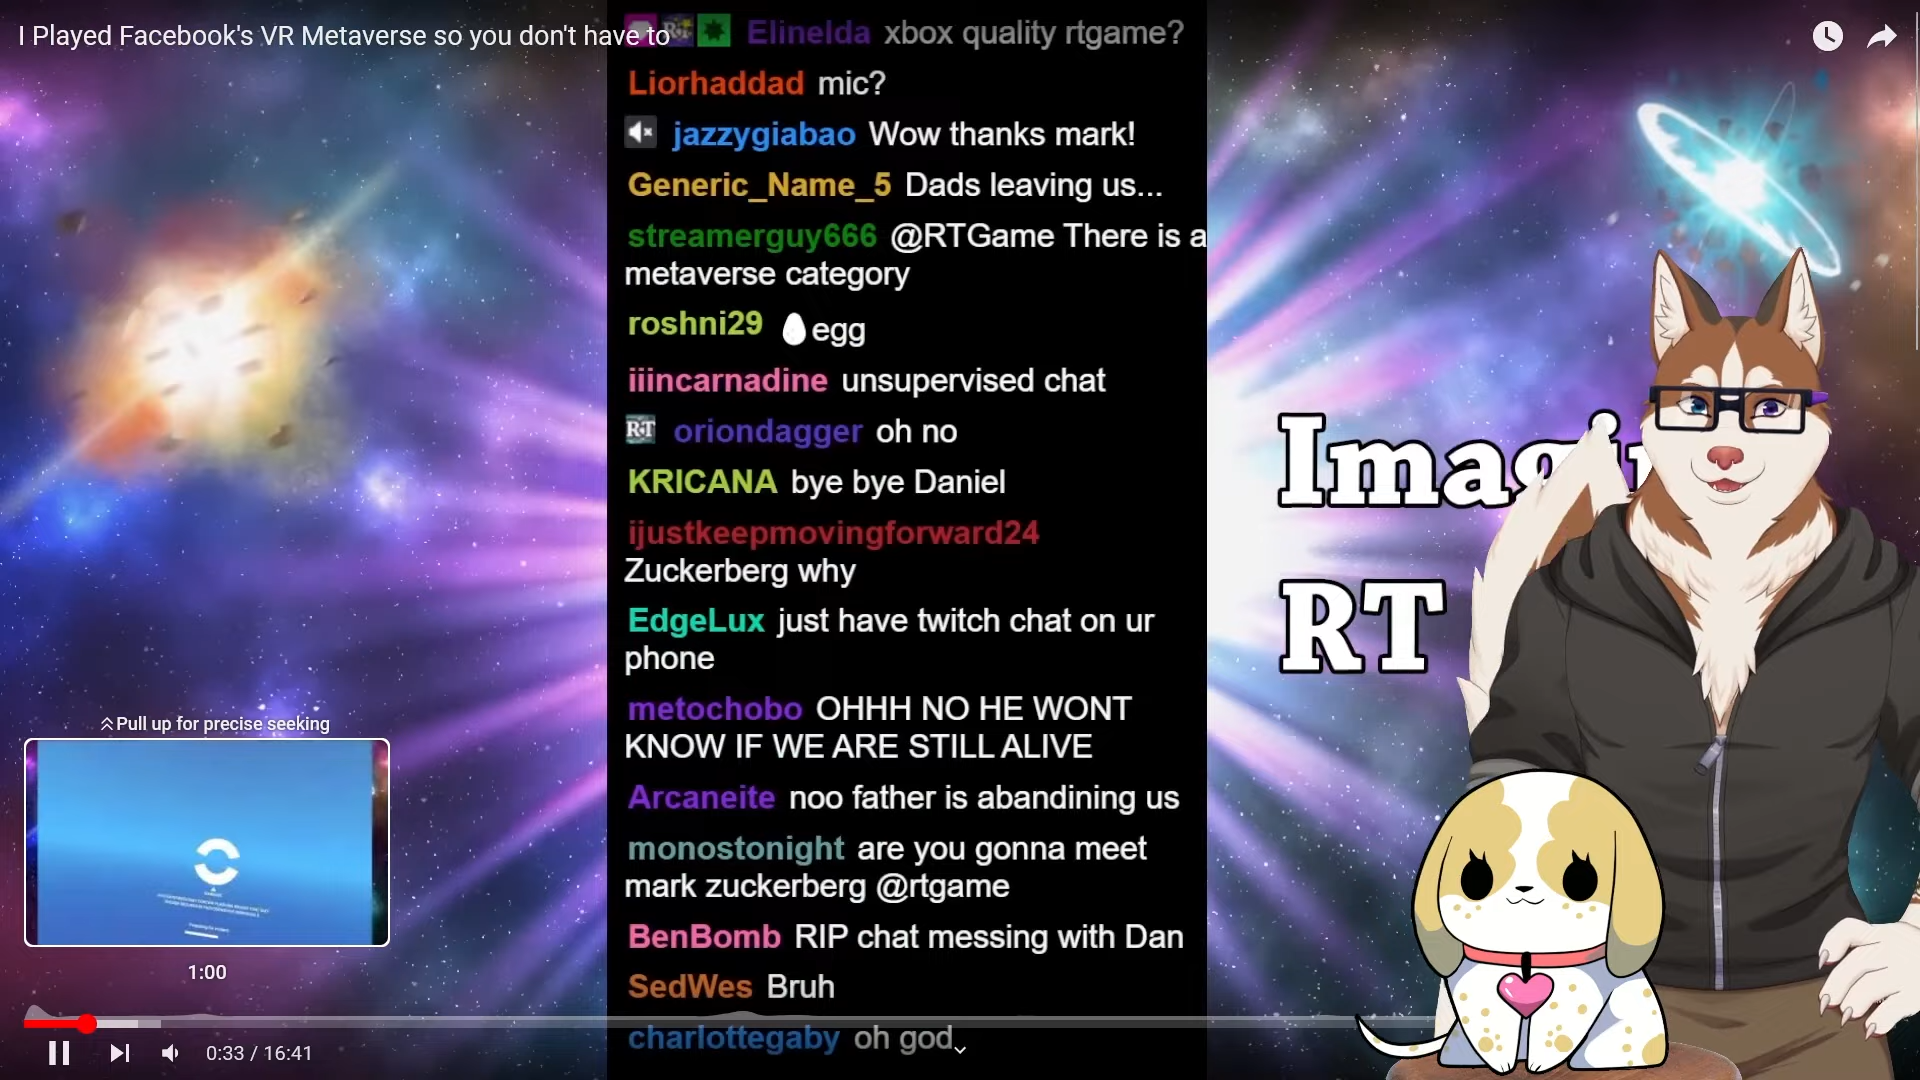 I Played Facebook's VR Metaverse so you don't have to
Elinelda xbox quality rtgame?
Liorhaddad mic?
jazzygiabao Wow thanks mark!
Generic_Name_5 Dads leaving us...
streamerguy666 @RTGame There is a
metaverse category
roshni29 egg
iiincarnadine unsupervised chat
RT oriondagger oh no
KRICANA bye bye Daniel
ijustkeepmovingforward24
Zuckerberg why
EdgeLux just have twitch chat on ur
phone
metochobo OHHH NO HE WONT
KNOW IF WE ARE STILL ALIVE
Arcaneite noo father is abandining us
monostonight are you gonna meet
mark zuckerberg @rtgame
BenBomb RIP chat messing with Dan
SedWes Bruh
charlottegaby oh god
RT
Pull up for precise seeking
1:00
0:33 / 16:41